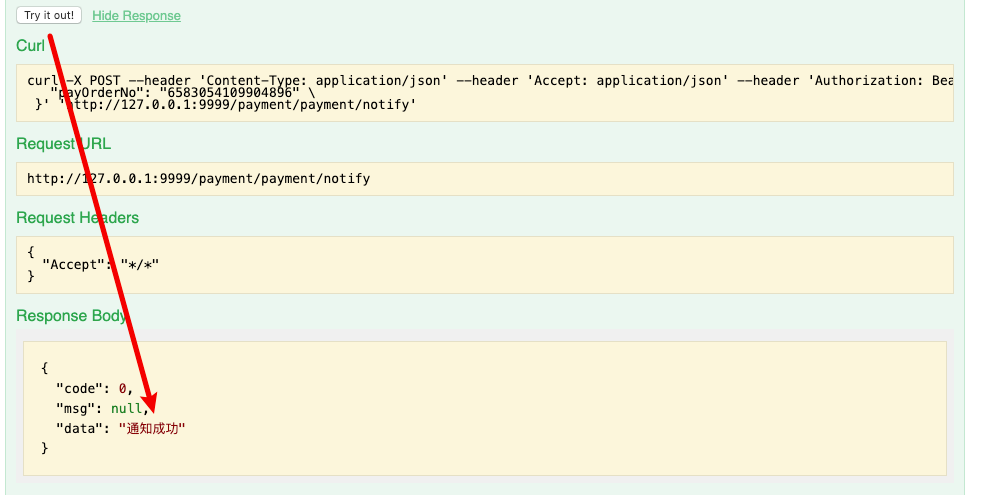 Try it out! Hide Response
Curl
curl -X POST --header 'Content-Type: application/json' --header 'Accept: application/json' --header 'Authorization: Bea
"payOrderNo": "6583054109904896" \
}' 'http://127.0.0.1:9999/payment/payment/notify'
Request URL
http://127.0.0.1:9999/payment/payment/notify
Request Headers
{
"Accept": "*/*"
}
Response Body
{
"code": 0,
"msg": null,
"data": "通知成功"
}